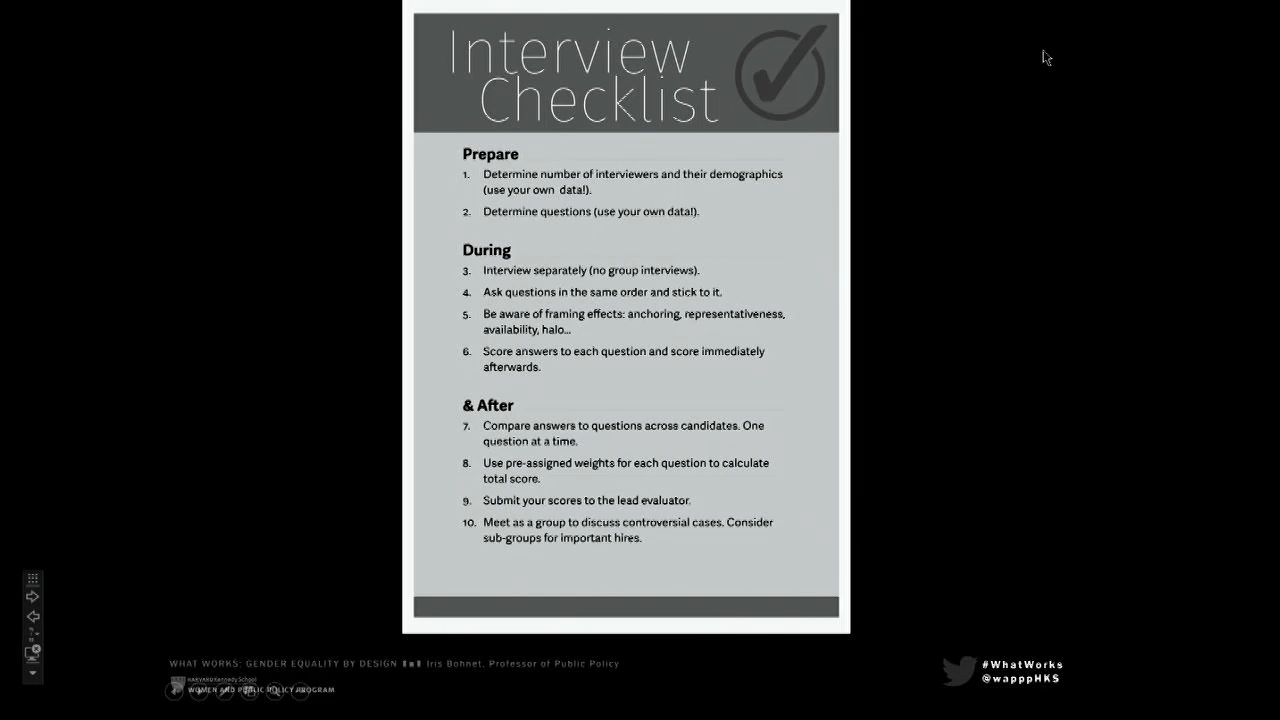 Interview
Checklist
Prepare
1. Determine number of interviewers and their demographics
(use your own data!).
2. Determine questions (use your own data!).
During
3. Interview separately (no group interviews).
4. Ask questions in the same order and stick to it.
5. Be aware of framing effects: anchoring, representativeness,
availability, halo...
6. Score answers to each question and score immediately
afterwards.
& After
7. Compare answers to questions across candidates. One
question at a time.
8. Use pre-assigned weights for each question to calculate
total score.
9. Submit your scores to the lead evaluator.
10. Meet as a group to discuss controversial cases. Consider
sub-groups for important hires.
WHAT WORKS: GENDER EQUALITY BY DESIGN Iris Bohnet, Professor of Public Policy
HARVARD Kennedy School
WOMEN AND PUBLIC POLICY PROGRAM
#WhatWorks
@wapppHKS